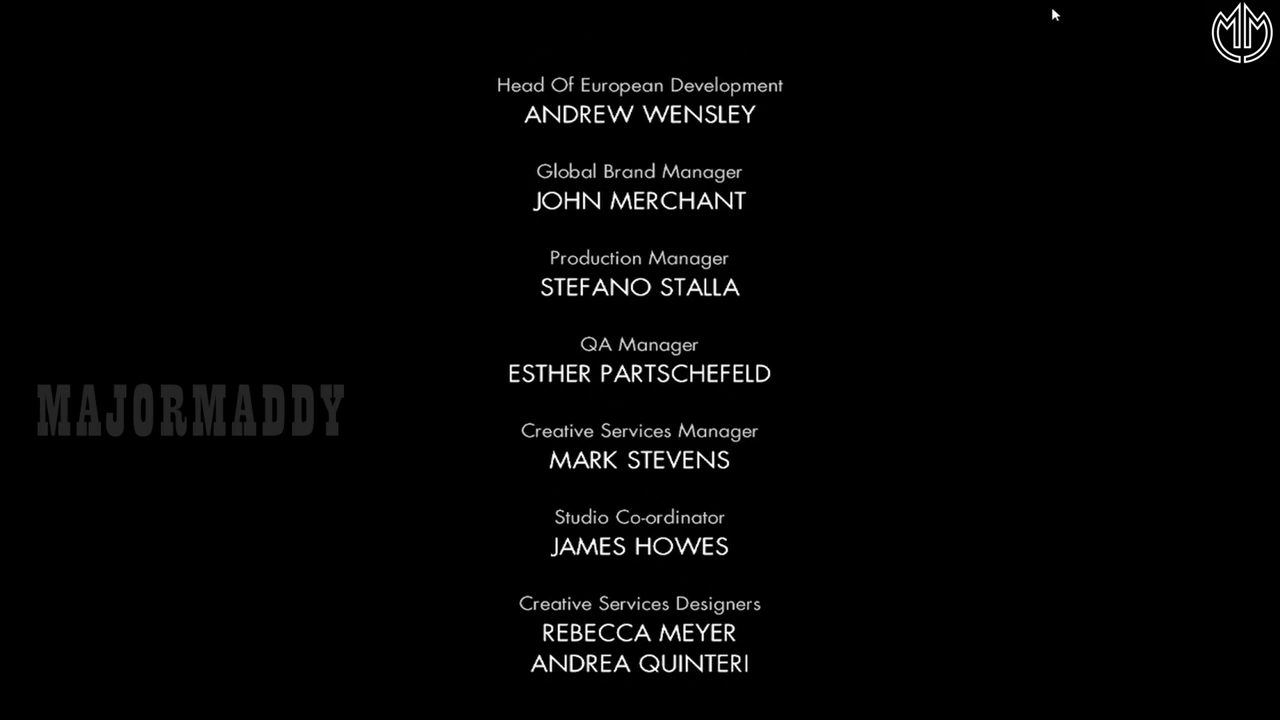 Head Of European Development
ANDREW WENSLEY
Global Brand Manager
JOHN MERCHANT
Production Manager
STEFANO STALLA
QA Manager
ESTHER PARTSCHEFELD
MAJORMADDY
Creative Services Manager
MARK STEVENS
Studio Co-ordinator
JAMES HOWES
Creative Services Designers
REBECCA MEYER
ANDREA QUINTERI